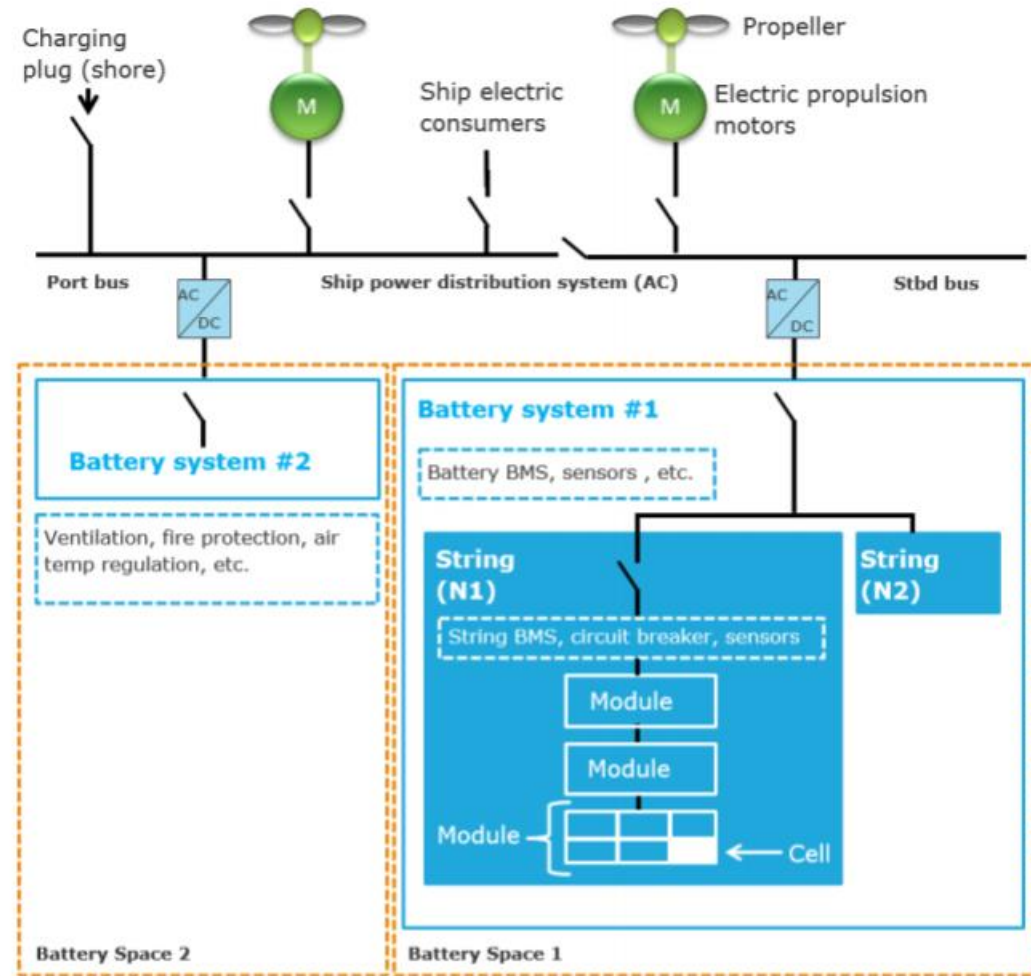 Charging
plug (shore)
M
Ship electric
consumers
M
Propeller
Electric propulsion
motors
Port bus
Ship power distribution system (AC)
Stbd bus
AC
DC
AC
DC
Battery system #2
Ventilation, fire protection, air
temp regulation, etc.
Battery Space 2
Battery system #1
Battery BMS, sensors , etc.
String
(N1)
String BMS, circuit breaker, sensors
Module
Module
Module
Cell
String
(N2)
Battery Space 1